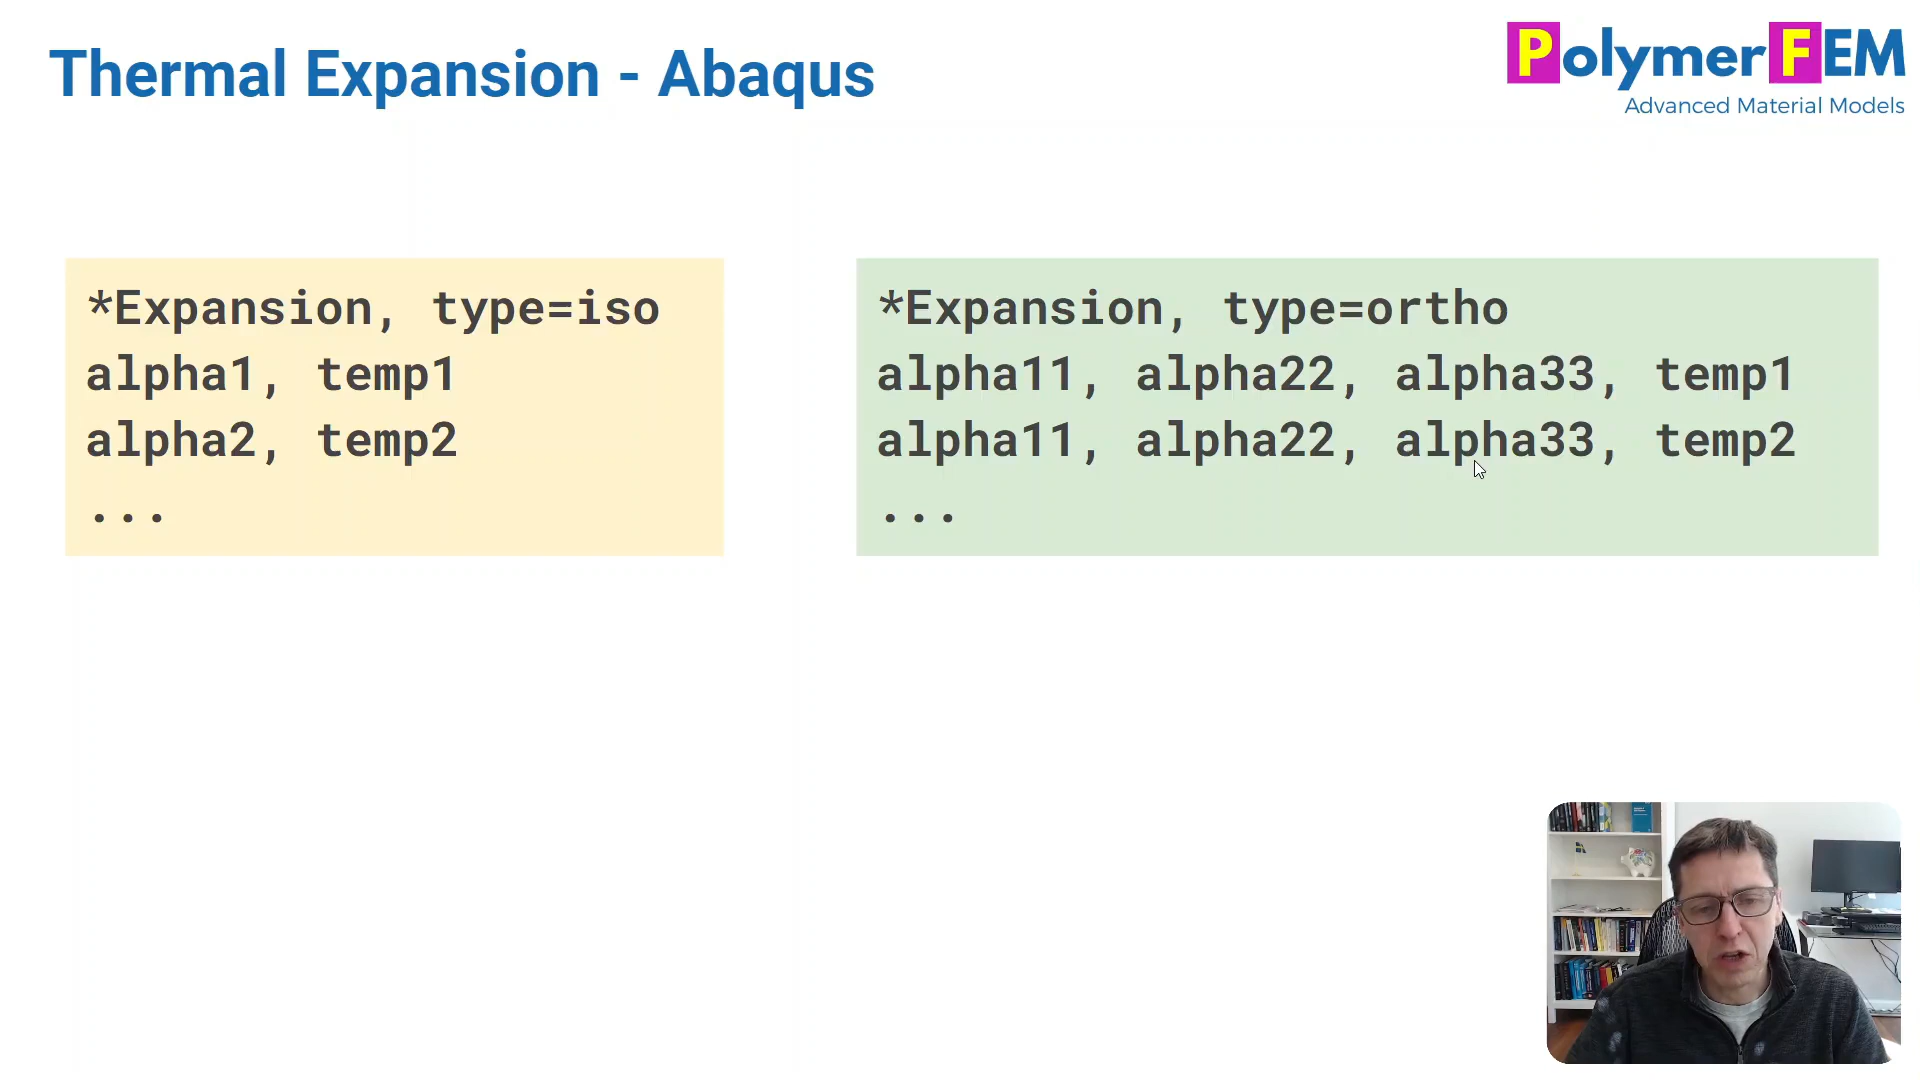 Thermal Expansion - Abaqus
PolymerFEM
Advanced Material Models
*Expansion, type=iso
alpha1, temp1
alpha2, temp2
...
*Expansion, type=ortho
alpha11, alpha22, alpha33, temp1
alpha11, alpha22, alpha33, temp2
...